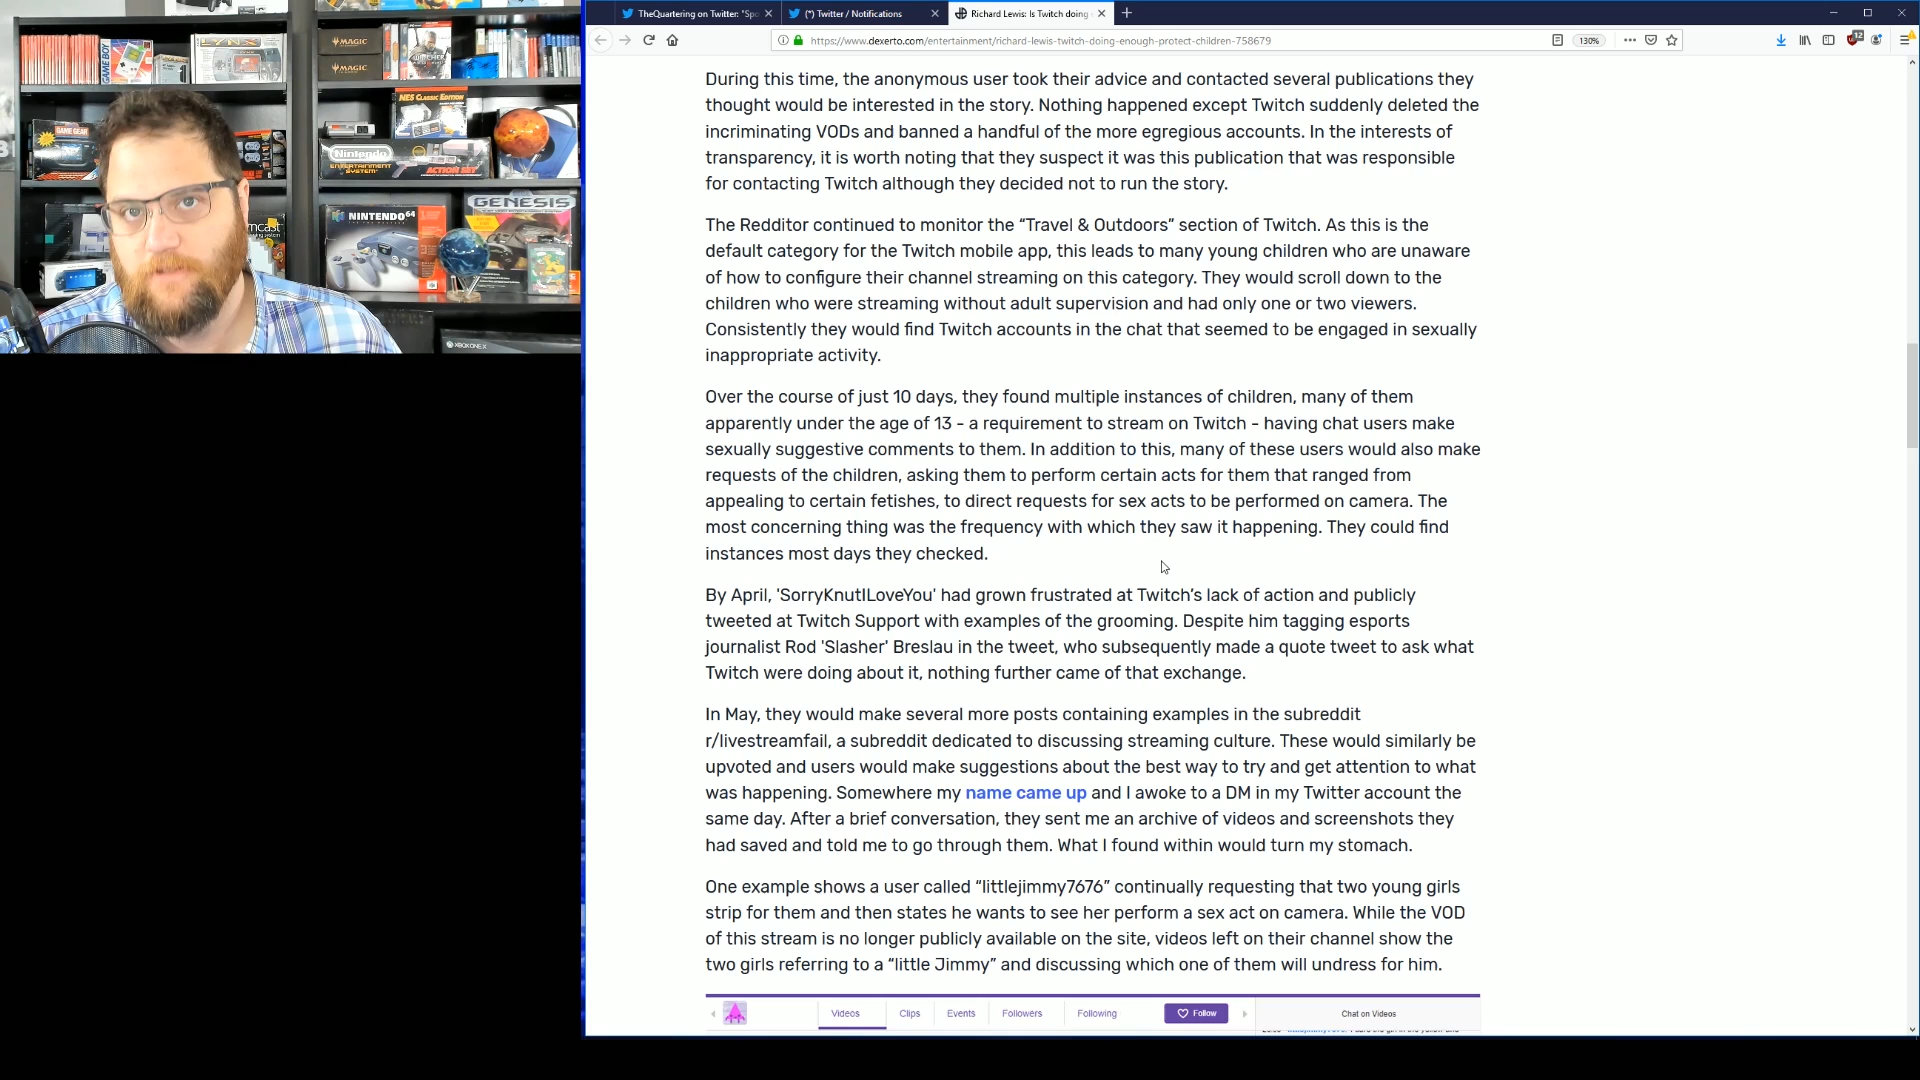 TheQuartering on Twitter: "Spo
(*) Twitter / Notifications
Richard Lewis: Is Twitch doing
https://www.dexerto.com/entertainment/richard-lewis-twitch-doing-enough-protect-children-758679
130%
12
During this time, the anonymous user took their advice and contacted several publications they
thought would be interested in the story. Nothing happened except Twitch suddenly deleted the
incriminating VODs and banned a handful of the more egregious accounts. In the interests of
transparency, it is worth noting that they suspect it was this publication that was responsible
for contacting Twitch although they decided not to run the story.
The Redditor continued to monitor the “Travel & Outdoors” section of Twitch. As this is the
default category for the Twitch mobile app, this leads to many young children who are unaware
of how to configure their channel streaming on this category. They would scroll down to the
children who were streaming without adult supervision and had only one or two viewers.
Consistently they would find Twitch accounts in the chat that seemed to be engaged in sexually
inappropriate activity.
Over the course of just 10 days, they found multiple instances of children, many of them
apparently under the age of 13 - a requirement to stream on Twitch - having chat users make
sexually suggestive comments to them. In addition to this, many of these users would also make
requests of the children, asking them to perform certain acts for them that ranged from
appealing to certain fetishes, to direct requests for sex acts to be performed on camera. The
most concerning thing was the frequency with which they saw it happening. They could find
instances most days they checked.
By April, 'SorryKnutILoveYou' had grown frustrated at Twitch’s lack of action and publicly
tweeted at Twitch Support with examples of the grooming. Despite him tagging esports
journalist Rod 'Slasher' Breslau in the tweet, who subsequently made a quote tweet to ask what
Twitch were doing about it, nothing further came of that exchange.
In May, they would make several more posts containing examples in the subreddit
r/livestreamfail, a subreddit dedicated to discussing streaming culture. These would similarly be
upvoted and users would make suggestions about the best way to try and get attention to what
was happening. Somewhere my name came up and I awoke to a DM in my Twitter account the
same day. After a brief conversation, they sent me an archive of videos and screenshots they
had saved and told me to go through them. What I found within would turn my stomach.
One example shows a user called “littlejimmy7676” continually requesting that two young girls
strip for them and then states he wants to see her perform a sex act on camera. While the VOD
of this stream is no longer publicly available on the site, videos left on their channel show the
two girls referring to a “little Jimmy” and discussing which one of them will undress for him.
Videos Clips Events Followers Following Follow Chat on Videos
LYNX
GAME BOY
MAGIC
MAGIC
WITCHER
NES CLASSIC EDITION
GAME GEAR
Nintendo
ENTERTAINMENT
SYSTEM
ACTION SET
NINTENDO 64
GENESIS
XBOX ONE X